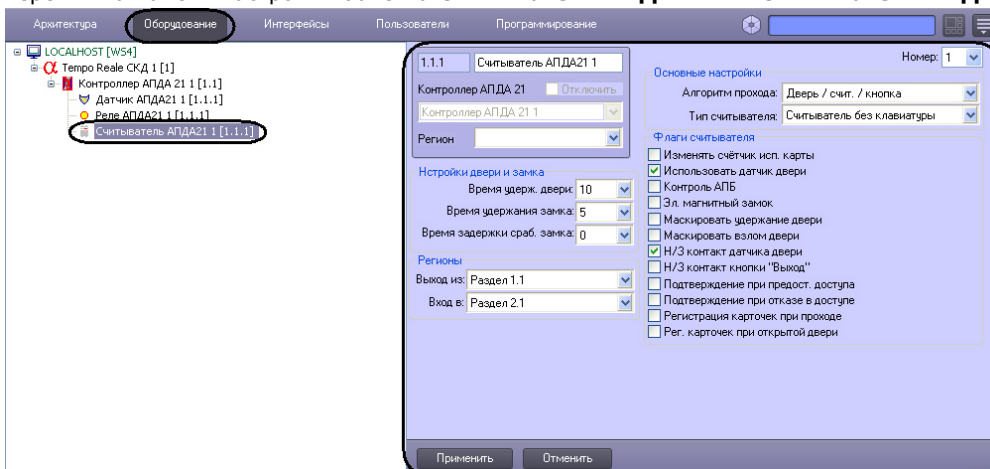 Архитектура Оборудование Интерфейсы Пользователи Программирование
LOCALHOST [WS4]
Tempo Reale СКД 1 [1]
Контроллер АПДА 21 1 [1.1]
Датчик АПДА21 1 [1.1.1]
Реле АПДА21 1 [1.1.1]
Считыватель АПДА21 1 [1.1.1]
1.1.1 Считыватель АПДА21 1
Контроллер АПДА 21 Отключить
Контроллер АПДА 21 1
Регион
Нстройки двери и замка
Время удерж. двери: 10
Время удержания замка: 5
Время задержки сраб. замка: 0
Регионы
Выход из: Раздел 1.1
Вход в: Раздел 2.1
Номер: 1
Основные настройки
Алгоритм прохода: Дверь / счит. / кнопка
Тип считывателя: Считыватель без клавиатуры
Флаги считывателя
Изменять счётчик исп. карты
Использовать датчик двери
Контроль АПБ
Эл. магнитный замок
Маскировать удержание двери
Маскировать взлом двери
Н/З контакт датчика двери
Н/З контакт кнопки "Выход"
Подтверждение при предост. доступа
Подтверждение при отказе в доступе
Регистрация карточек при проходе
Рег. карточек при открытой двери
Применить Отменить